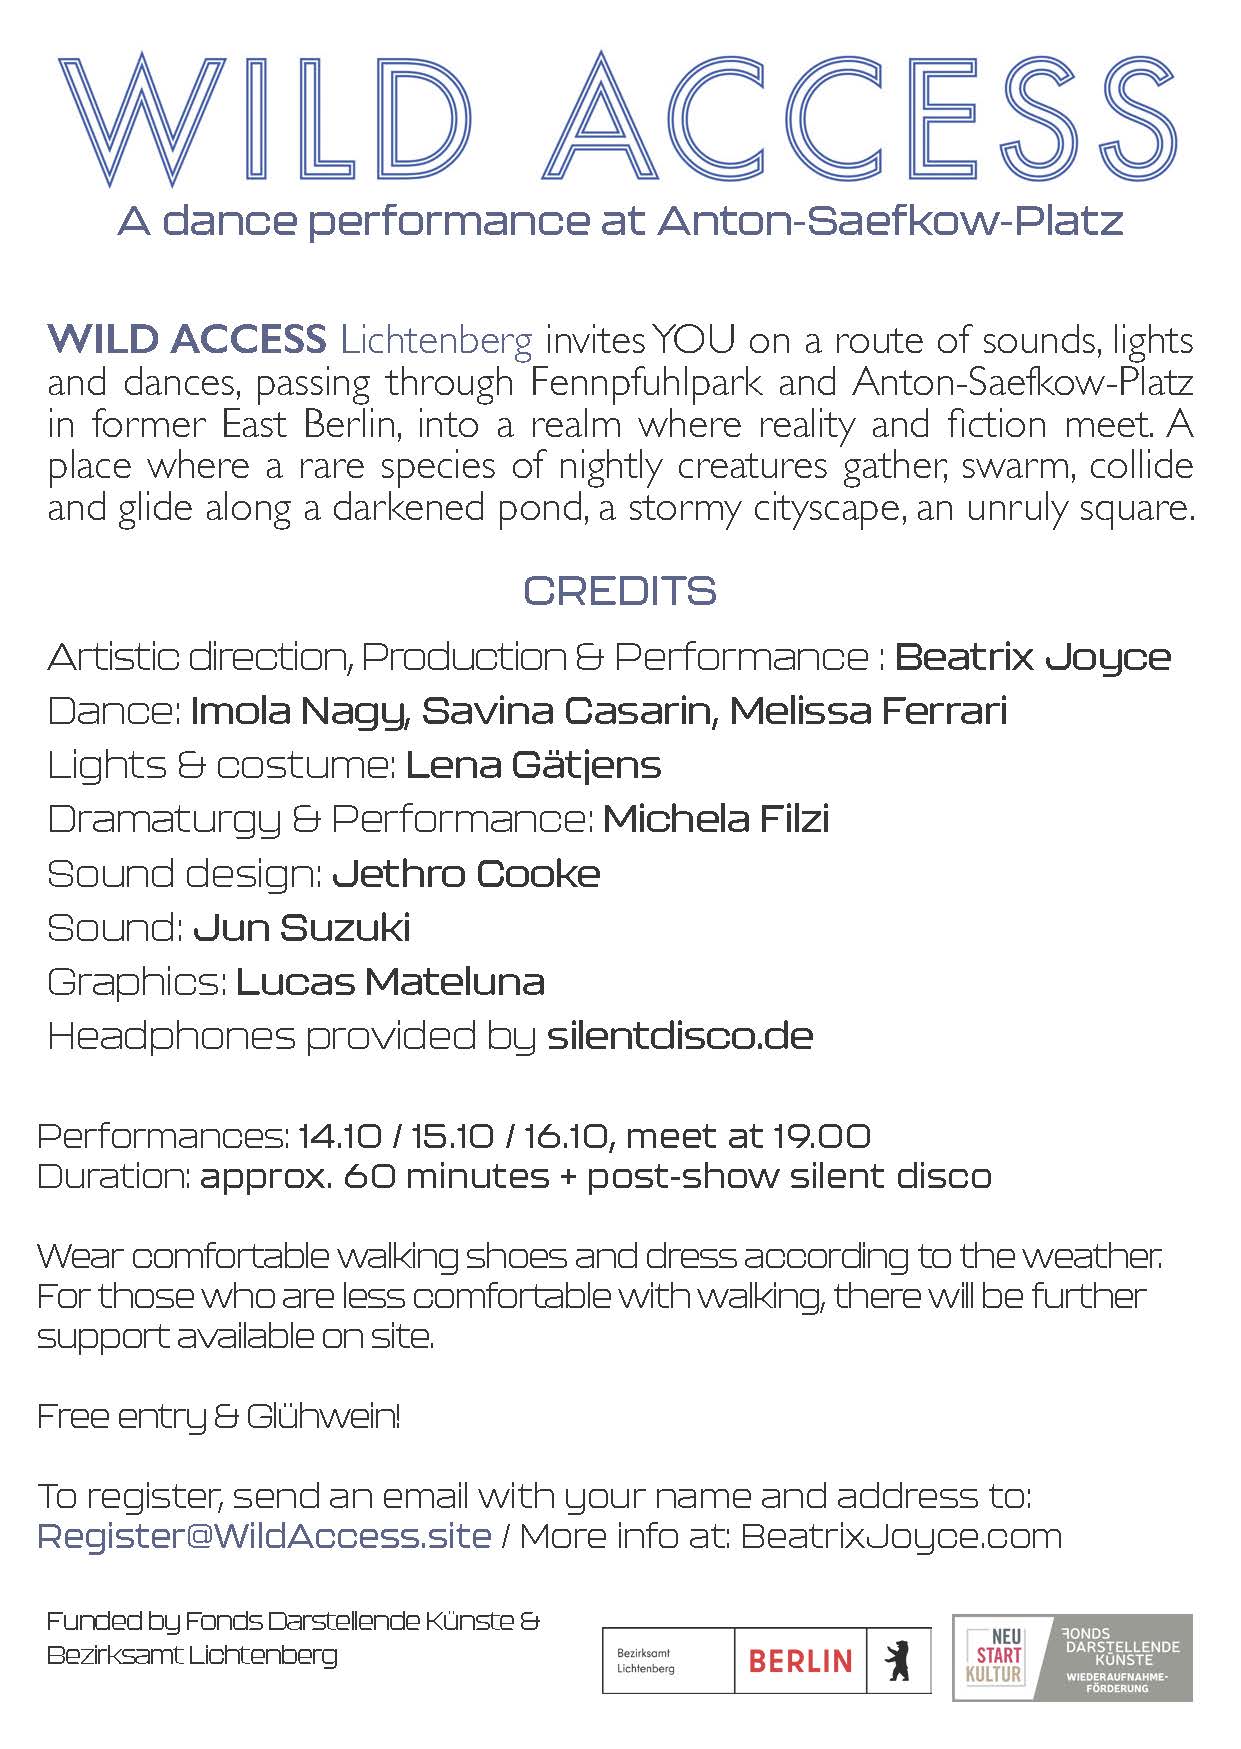 WILD ACCESS
A dance performance at Anton-Saefkow-Platz
WILD ACCESS Lichtenberg invites YOU on a route of sounds, lights
and dances, passing through Fennpfuhlpark and Anton-Saefkow-Platz
in former East Berlin, into a realm where reality and fiction meet. A
place where a rare species of nightly creatures gather, swarm, collide
and glide along a darkened pond, a stormy cityscape, an unruly square.
CREDITS
Artistic direction, Production & Performance : Beatrix Joyce
Dance: Imola Nagy, Savina Casarin, Melissa Ferrari
Lights & costume: Lena Gätjens
Dramaturgy & Performance: Michela Filzi
Sound design: Jethro Cooke
Sound: Jun Suzuki
Graphics: Lucas Mateluna
Headphones provided by silentdisco.de
Performances: 14.10 / 15.10 / 16.10, meet at 19.00
Duration: approx. 60 minutes + post-show silent disco
Wear comfortable walking shoes and dress according to the weather.
For those who are less comfortable with walking, there will be further
support available on site.
Free entry & Glühwein!
To register, send an email with your name and address to:
Register@WildAccess.site / More info at: BeatrixJoyce.com
Funded by Fonds Darstellende Künste &
Bezirksamt Lichtenberg
Bezirksamt
Lichtenberg
BERLIN
NEU
START
KULTUR
FONDS
DARSTELLENDE
KÜNSTE
WIEDERAUFNAHME-
FÖRDERUNG